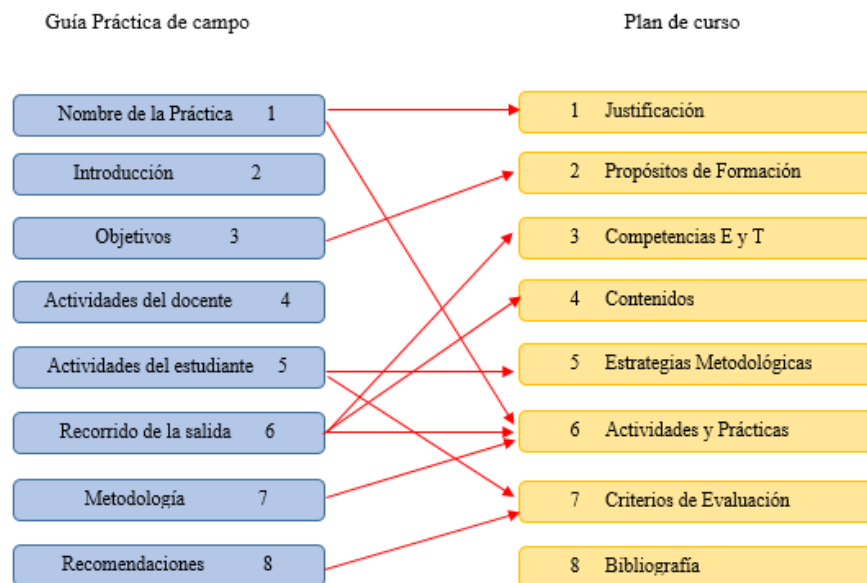 Guía Práctica de campo
Plan de curso
Nombre de la Práctica 1
1 Justificación
Introducción 2
2 Propósitos de Formación
Objetivos 3
3 Competencias E y T
Actividades del docente 4
4 Contenidos
Actividades del estudiante 5
5 Estrategias Metodológicas
Recorrido de la salida 6
6 Actividades y Prácticas
Metodología 7
7 Criterios de Evaluación
Recomendaciones 8
8 Bibliografía